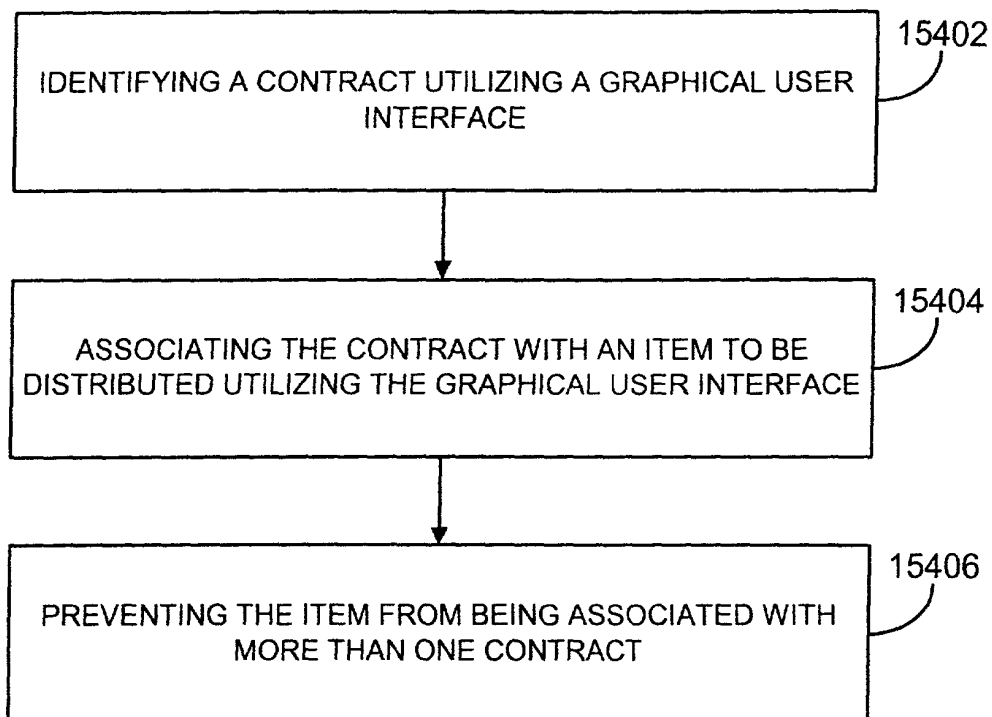 15402
IDENTIFYING A CONTRACT UTILIZING A GRAPHICAL USER
INTERFACE
15404
ASSOCIATING THE CONTRACT WITH AN ITEM TO BE
DISTRIBUTED UTILIZING THE GRAPHICAL USER INTERFACE
15406
PREVENTING THE ITEM FROM BEING ASSOCIATED WITH
MORE THAN ONE CONTRACT